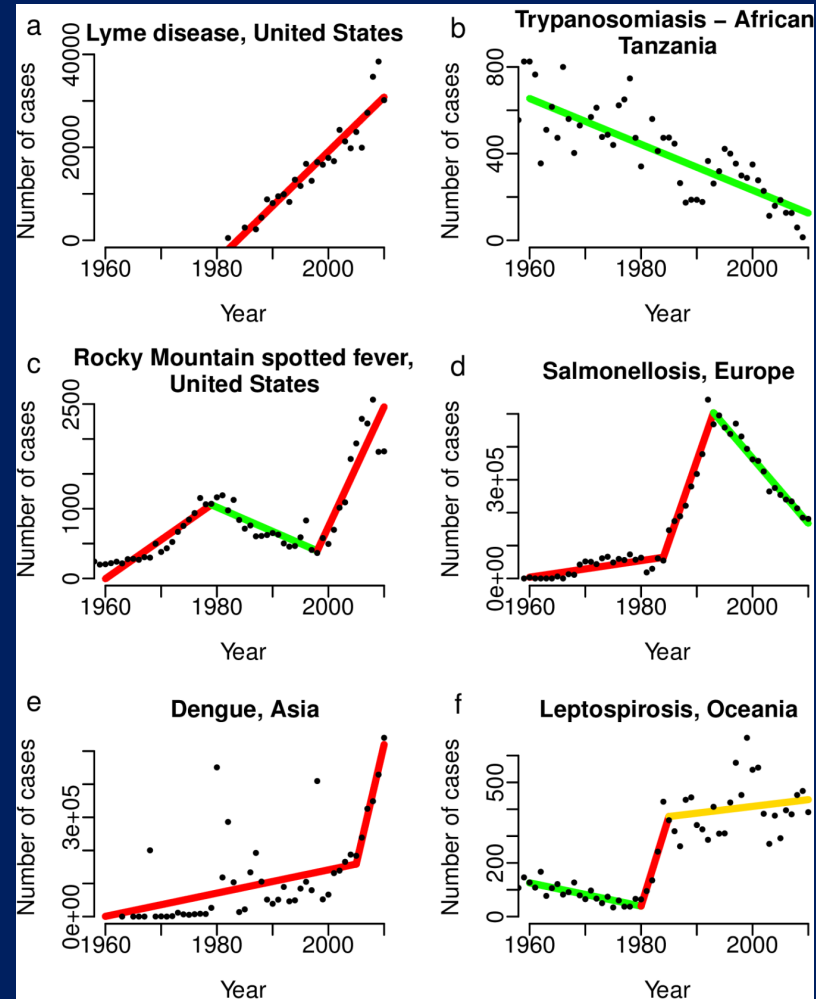 a
Lyme disease, United States
Number of cases
40000
20000
0
1960
1980
2000
Year
b
Trypanosomiasis − African
Tanzania
Number of cases
800
400
0
1960
1980
2000
Year
c
Rocky Mountain spotted fever,
United States
Number of cases
2500
1000
0
1960
1980
2000
Year
d
Salmonellosis, Europe
Number of cases
3e+05
0e+00
1960
1980
2000
Year
e
Dengue, Asia
Number of cases
3e+05
0e+00
1960
1980
2000
Year
f
Leptospirosis, Oceania
Number of cases
500
200
0
1960
1980
2000
Year